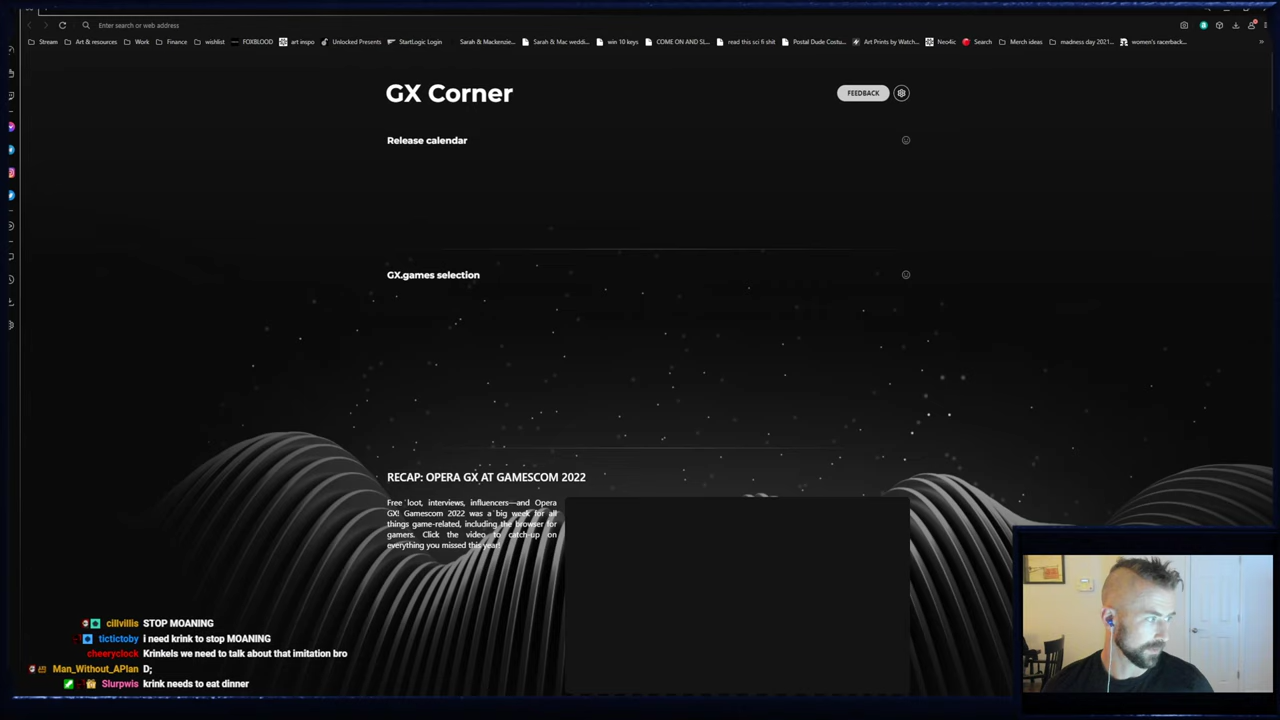 Enter search or web address
Stream Art & resources Work Finance wishlist FOXBLOOD art inspo Unlocked Presents StartLogic Login Sarah & Mackenzie... Sarah & Mac weddi... win 10 keys COME ON AND SL... read this sci fi shit Postal Dude Costu... Art Prints by Watch... Neo4ic Search Merch ideas madness day 2021... women's racerback... »
GX Corner
FEEDBACK
Release calendar
GX.games selection
RECAP: OPERA GX AT GAMESCOM 2022
Free loot, interviews, influencers—and Opera
GX! Gamescom 2022 was a big week for all
things game-related, including the browser for
gamers. Click the video to catch-up on
everything you missed this year!
cillvillis STOP MOANING
tictictoby i need krink to stop MOANING
cheeryclock Krinkels we need to talk about that imitation bro
Man_Without_APlan D;
Slurpwis krink needs to eat dinner